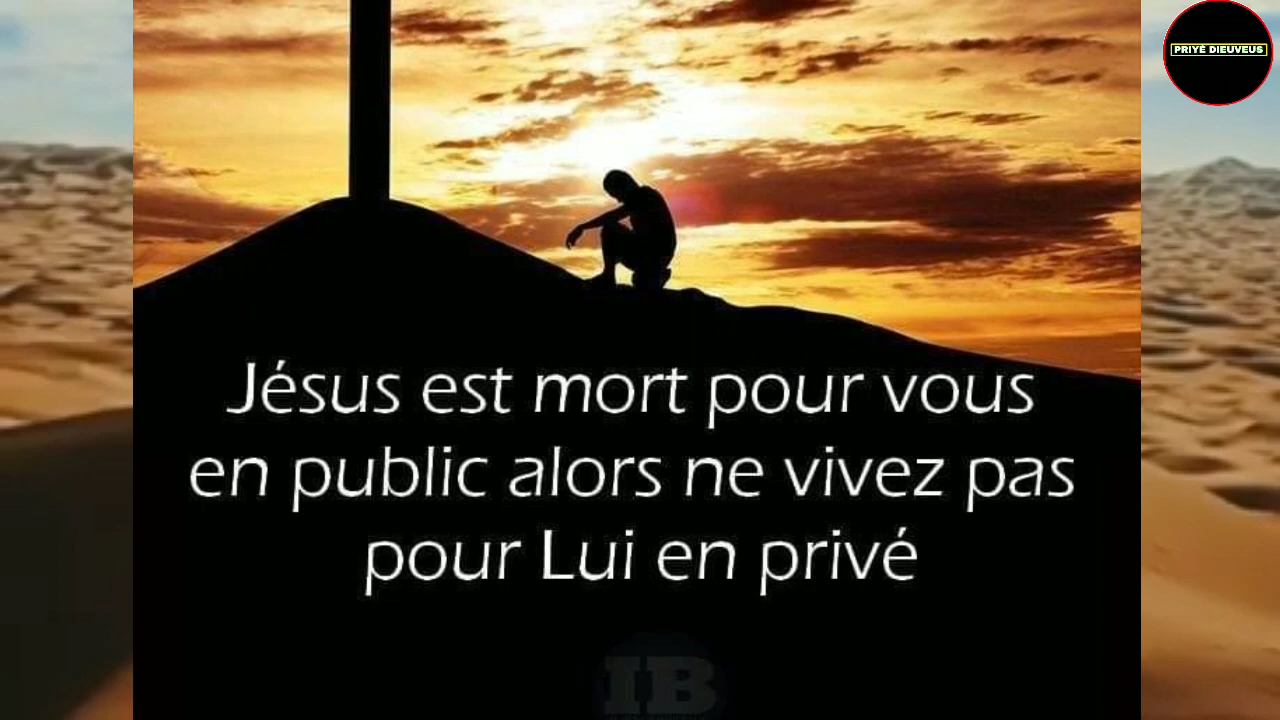 PRIYÈ DIEUVEUS
Jésus est mort pour vous
en public alors ne vivez pas
pour Lui en privé
IB